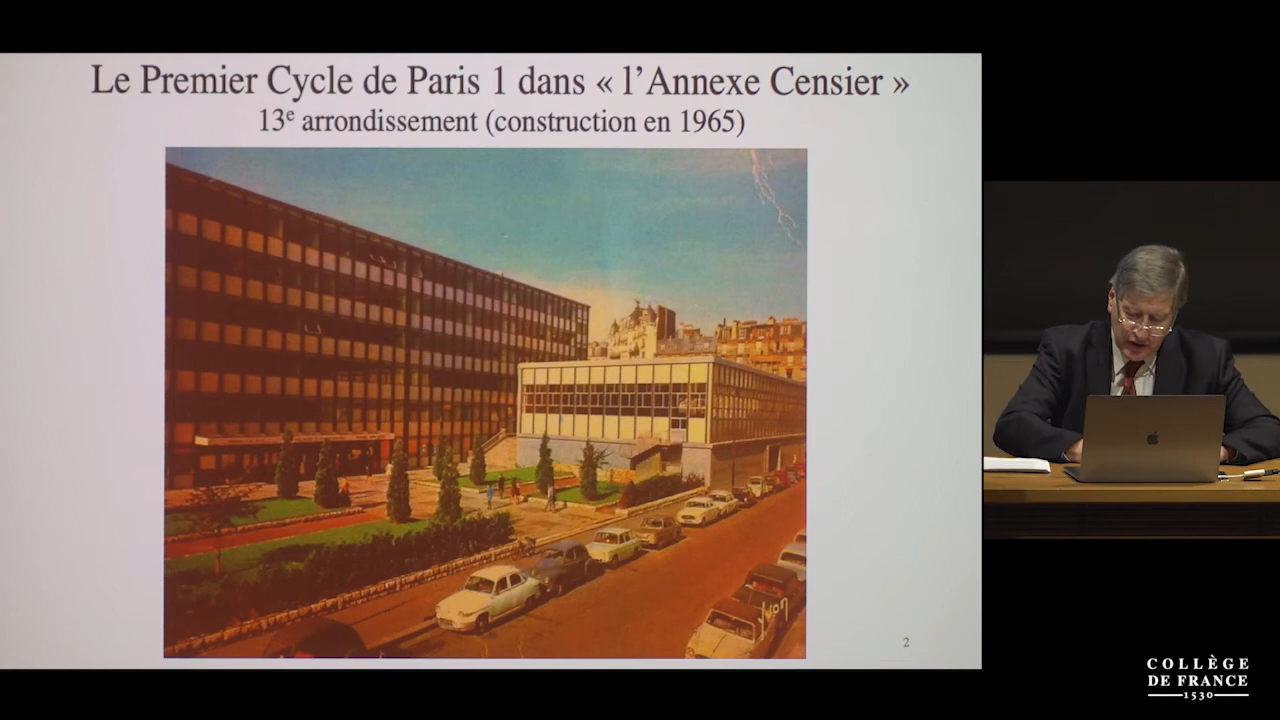 Le Premier Cycle de Paris 1 dans « l’Annexe Censier »
13e arrondissement (construction en 1965)
yvon
2
COLLÈGE
DE FRANCE
1530